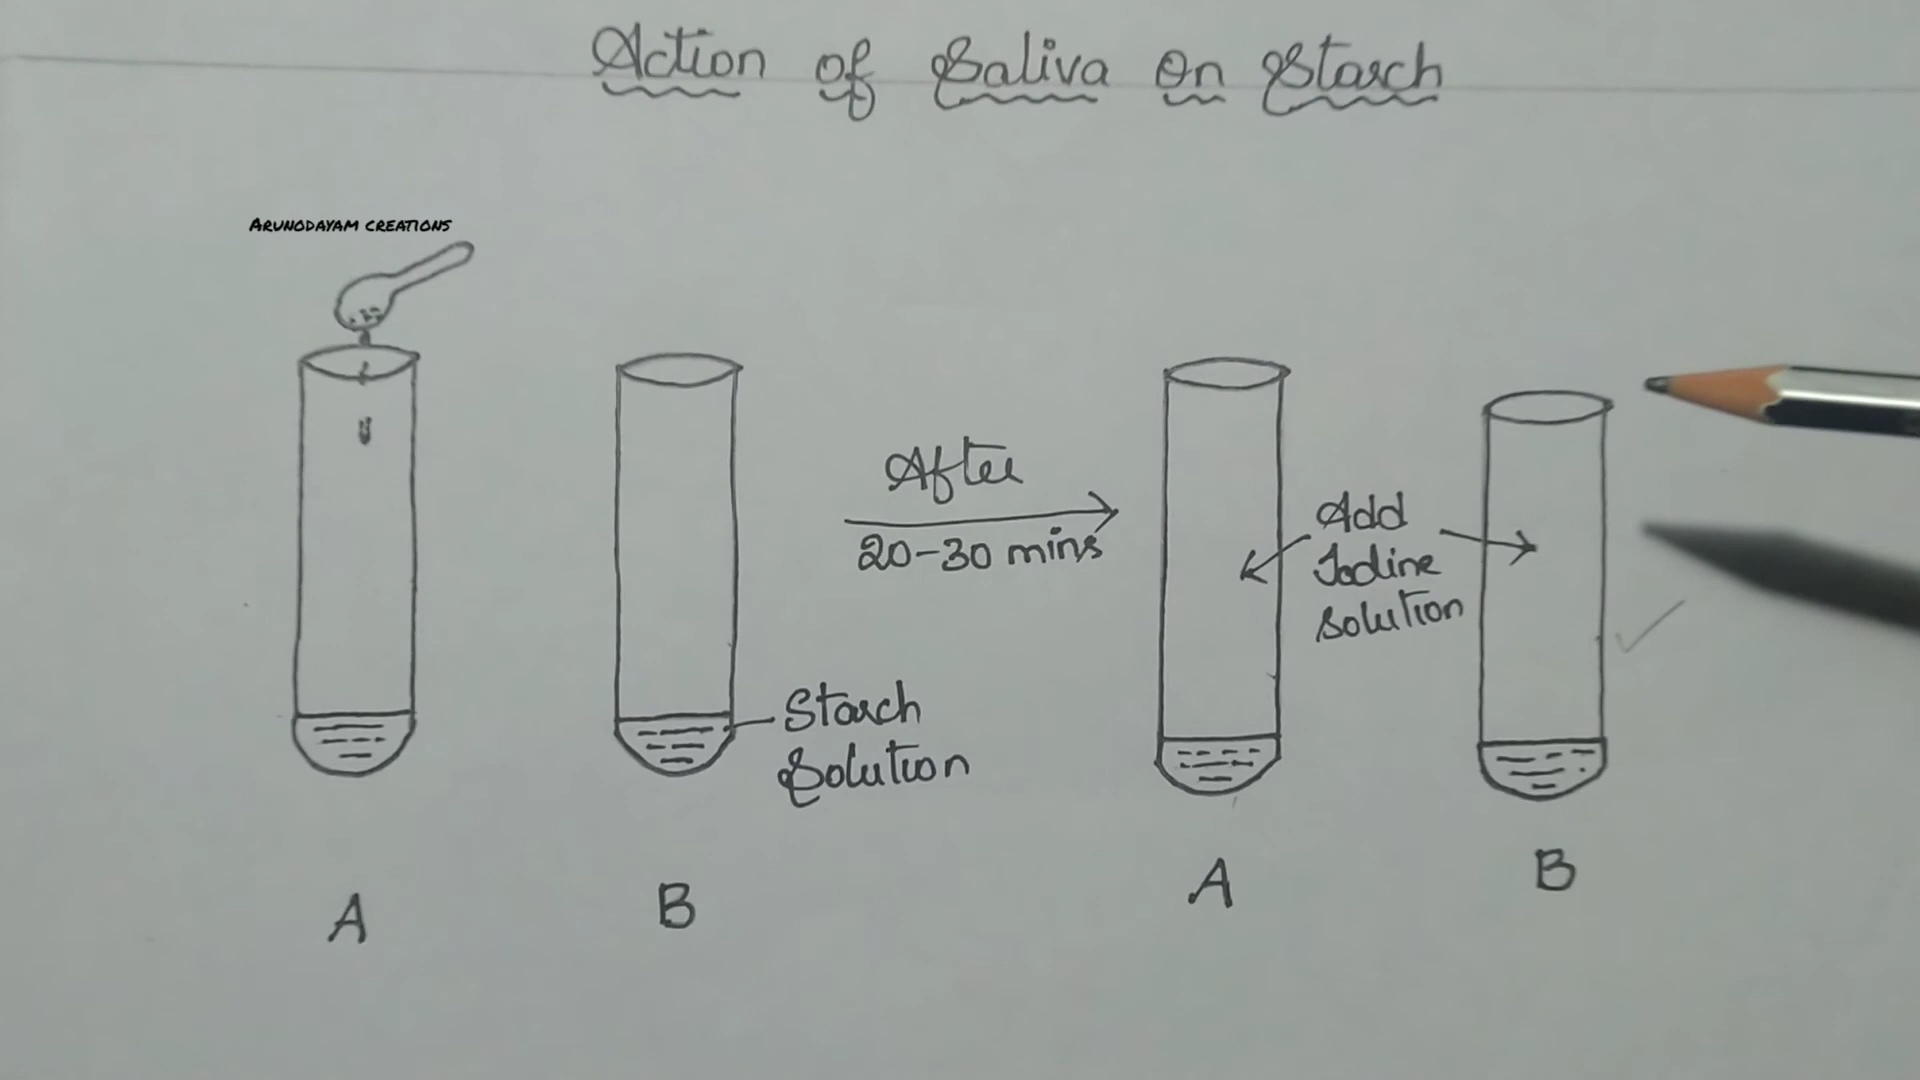 Action of Saliva On Starch
ARUNODAYAM CREATIONS
After
20-30 mins
Add
Iodine
Solution
Starch
Solution
A
B
A
B